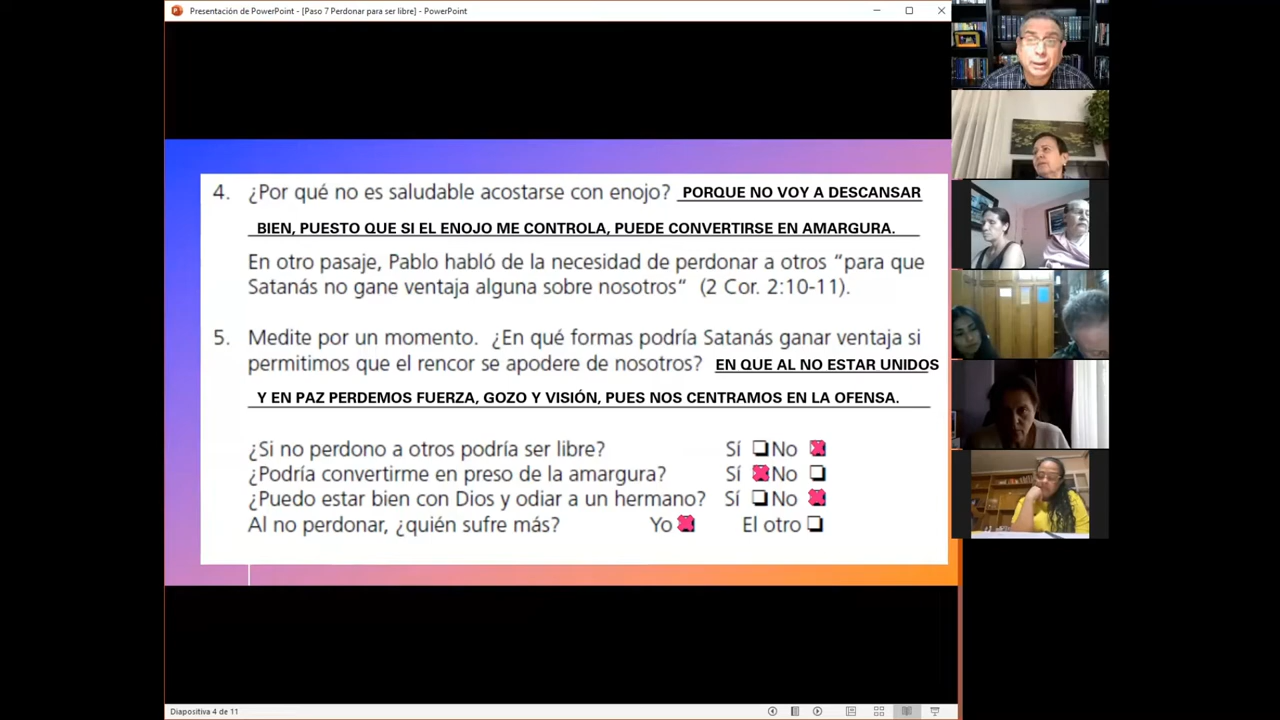 Presentación de PowerPoint - [Paso 7 Perdonar para ser libre] - PowerPoint
4. ¿Por qué no es saludable acostarse con enojo? PORQUE NO VOY A DESCANSAR
BIEN, PUESTO QUE SI EL ENOJO ME CONTROLA, PUEDE CONVERTIRSE EN AMARGURA.
En otro pasaje, Pablo habló de la necesidad de perdonar a otros “para que
Satanás no gane ventaja alguna sobre nosotros“ (2 Cor. 2:10-11).
5. Medite por un momento. ¿En qué formas podría Satanás ganar ventaja si
permitimos que el rencor se apodere de nosotros? EN QUE AL NO ESTAR UNIDOS
Y EN PAZ PERDEMOS FUERZA, GOZO Y VISIÓN, PUES NOS CENTRAMOS EN LA OFENSA.
¿Si no perdono a otros podría ser libre? Sí No
¿Podría convertirme en preso de la amargura? Sí No
¿Puedo estar bien con Dios y odiar a un hermano? Sí No
Al no perdonar, ¿quién sufre más? Yo El otro
Diapositiva 4 de 11